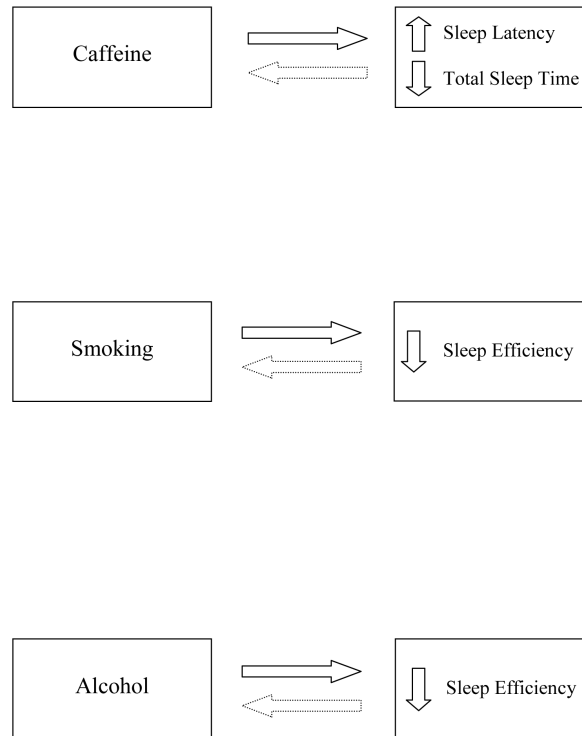 Caffeine
Sleep Latency
Total Sleep Time
Smoking
Sleep Efficiency
Alcohol
Sleep Efficiency